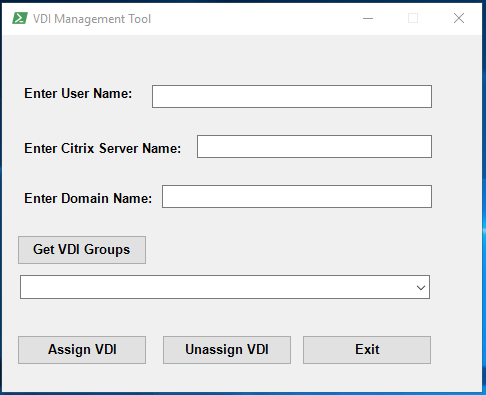 VDI Management Tool
Enter User Name:
Enter Citrix Server Name:
Enter Domain Name:
Get VDI Groups
Assign VDI Unassign VDI Exit